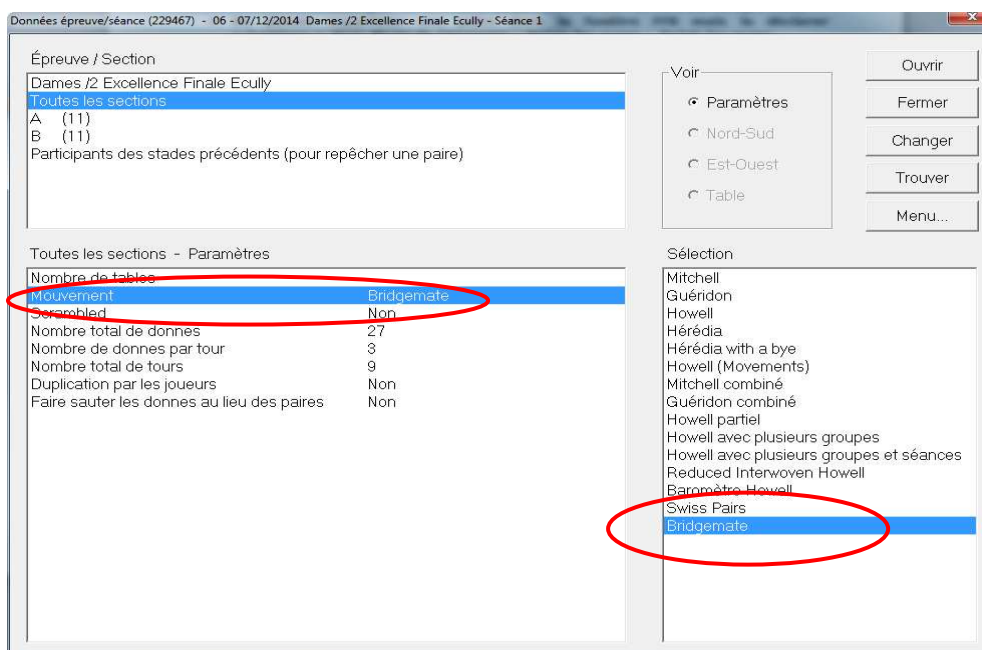 Données épreuve/séance (229467) - 06 - 07/12/2014 Dames /2 Excellence Finale Ecully - Séance 1
Épreuve / Section
Dames /2 Excellence Finale Ecully
Toutes les sections
A (11)
B (11)
Participants des stades précédents (pour repêcher une paire)
Voir
Paramètres
Nord-Sud
Est-Ouest
Table
Ouvrir
Fermer
Changer
Trouver
Menu...
Toutes les sections - Paramètres
Nombre de tables
Mouvement Bridgemate
Scrambled Non
Nombre total de donnes 27
Nombre de donnes par tour 3
Nombre total de tours 9
Duplication par les joueurs Non
Faire sauter les donnes au lieu des paires Non
Sélection
Mitchell
Guéridon
Howell
Hérédia
Hérédia with a bye
Howell (Movements)
Mitchell combiné
Guéridon combiné
Howell partiel
Howell avec plusieurs groupes
Howell avec plusieurs groupes et séances
Reduced Interwoven Howell
Baromètre Howell
Swiss Pairs
Bridgemate